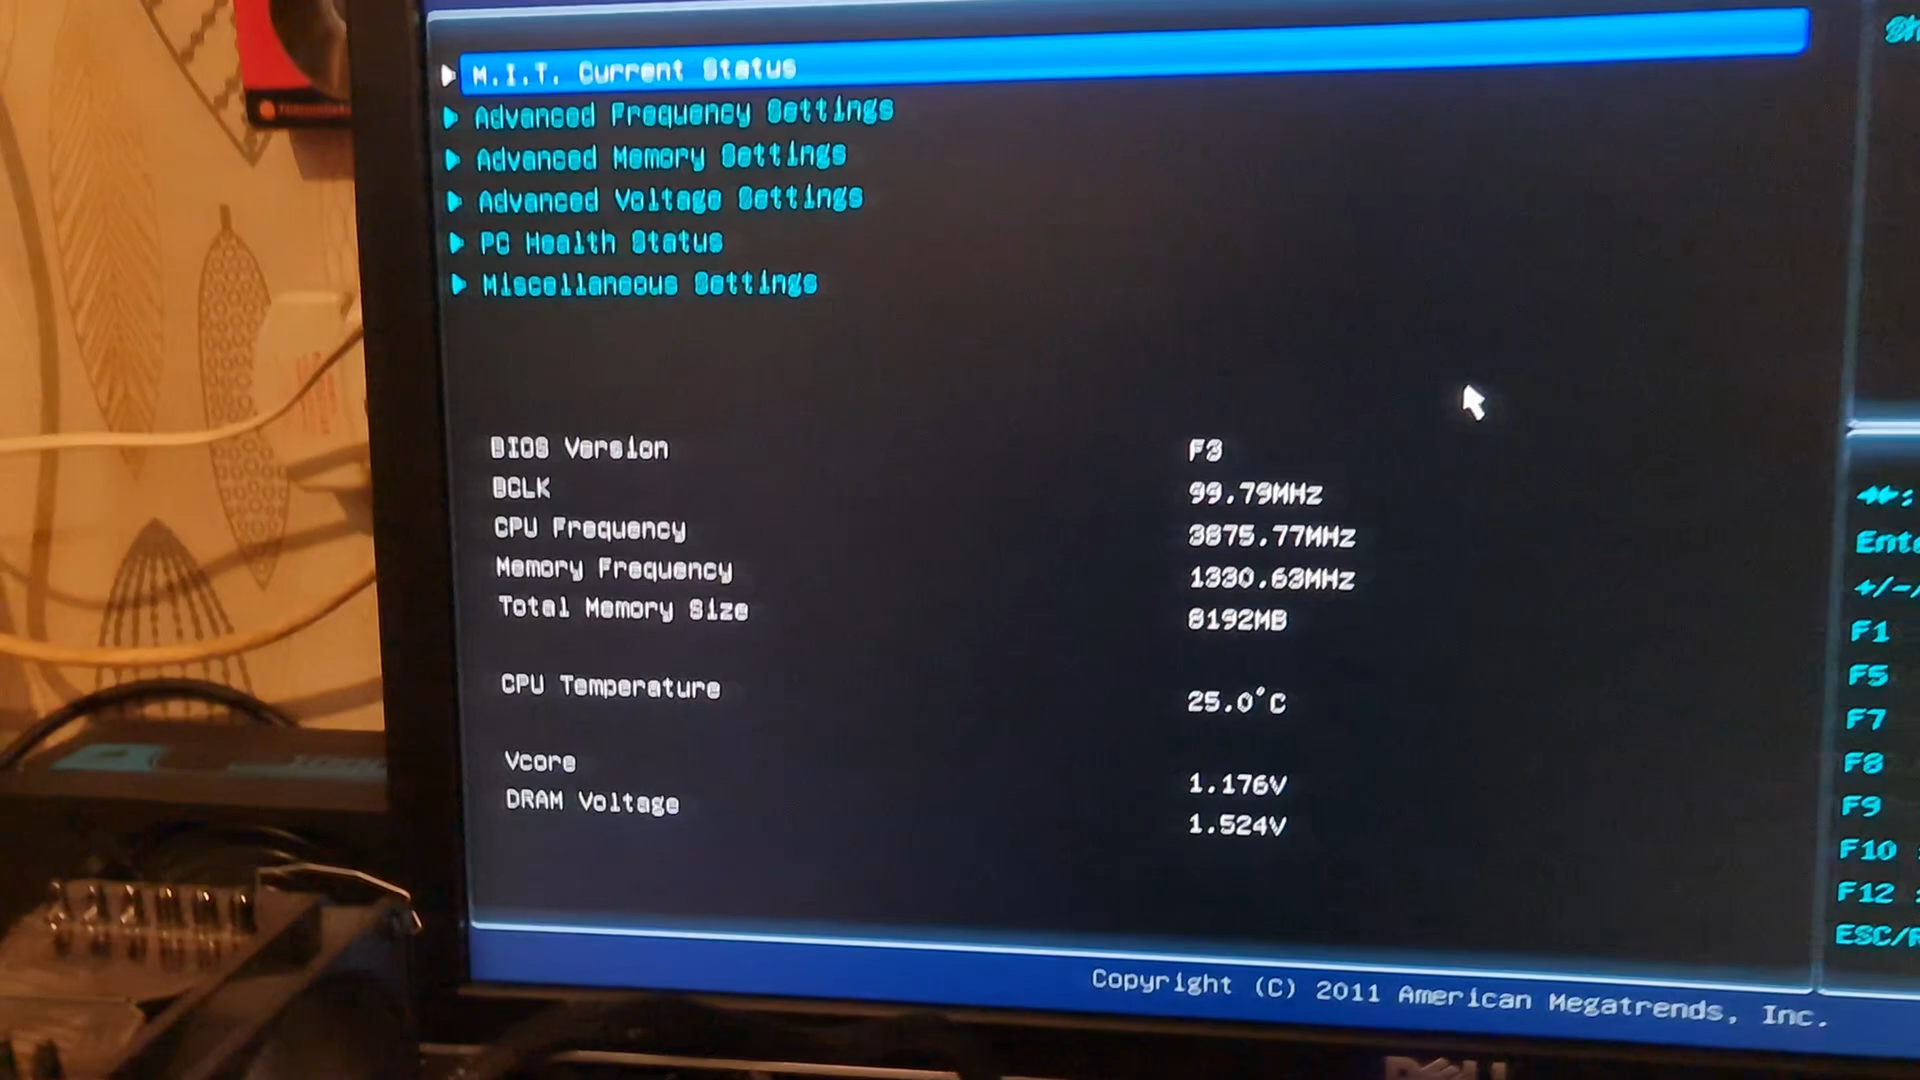 M.I.T. Current Status
Advanced Frequency Settings
Advanced Memory Settings
Advanced Voltage Settings
PC Health Status
Miscellaneous Settings
BIOS Version F3
BCLK 99.79MHz
CPU Frequency 3875.77MHz
Memory Frequency 1330.63MHz
Total Memory Size 8192MB
CPU Temperature 25.0°C
Vcore 1.176V
DRAM Voltage 1.524V
+/-/
F1
F5
F7
F8
F9
F10 :
F12 :
ESC/
Copyright (C) 2011 American Megatrends, Inc.
DELL